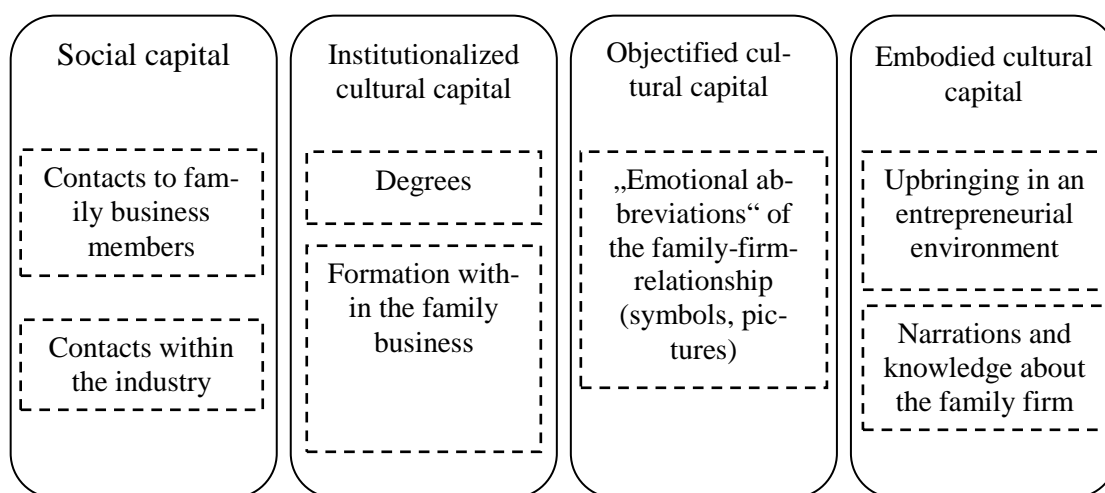 Social capital
Contacts to fam-
ily business
members
Contacts within
the industry
Institutionalized
cultural capital
Degrees
Formation with-
in the family
business
Objectified cul-
tural capital
„Emotional ab-
breviations“ of
the family-firm-
relationship
(symbols, pic-
tures)
Embodied cultural
capital
Upbringing in an
entrepreneurial
environment
Narrations and
knowledge about
the family firm